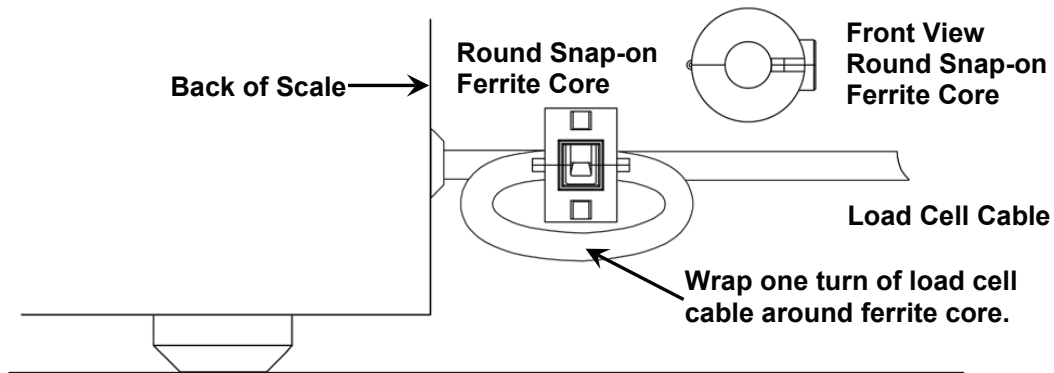 Back of Scale
Round Snap-on
Ferrite Core
Front View
Round Snap-on
Ferrite Core
Load Cell Cable
Wrap one turn of load cell
cable around ferrite core.